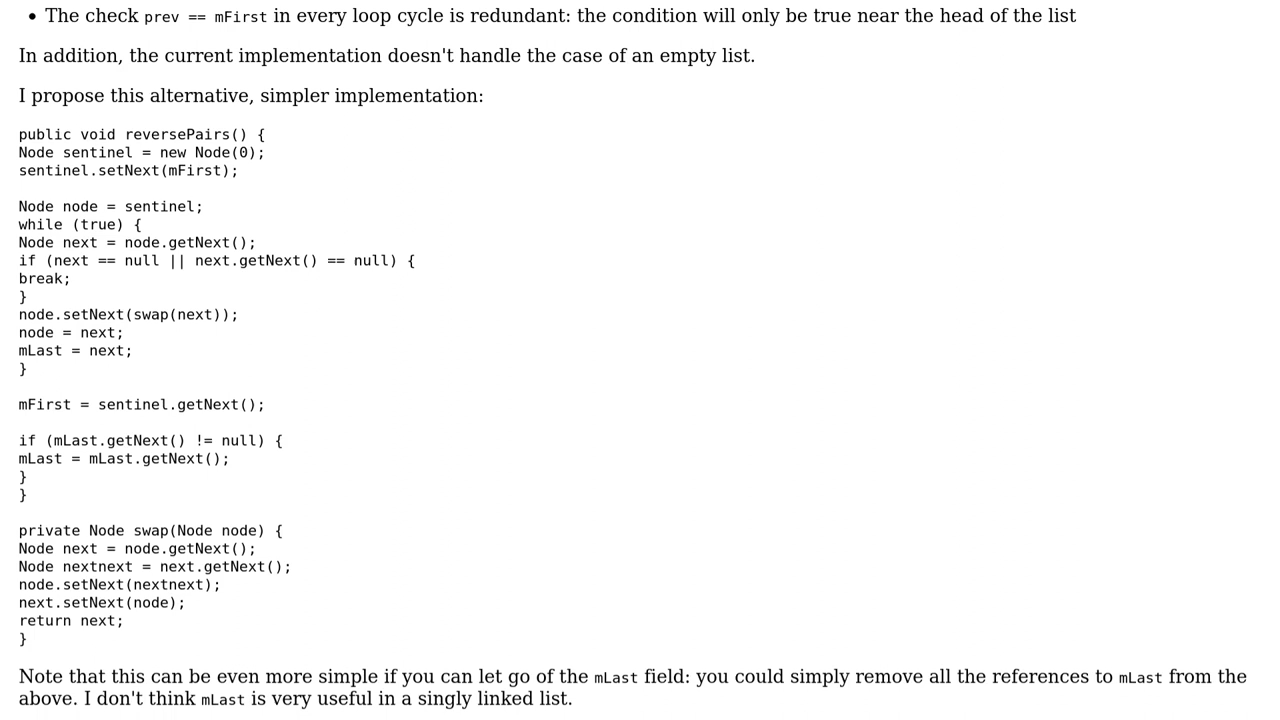 • The check prev == mFirst in every loop cycle is redundant: the condition will only be true near the head of the list
In addition, the current implementation doesn't handle the case of an empty list.
I propose this alternative, simpler implementation:
public void reversePairs() {
Node sentinel = new Node(0);
sentinel.setNext(mFirst);
Node node = sentinel;
while (true) {
Node next = node.getNext();
if (next == null || next.getNext() == null) {
break;
}
node.setNext(swap(next));
node = next;
mLast = next;
}
mFirst = sentinel.getNext();
if (mLast.getNext() != null) {
mLast = mLast.getNext();
}
}
private Node swap(Node node) {
Node next = node.getNext();
Node nextnext = next.getNext();
node.setNext(nextnext);
next.setNext(node);
return next;
}
Note that this can be even more simple if you can let go of the mLast field: you could simply remove all the references to mLast from the
above. I don't think mLast is very useful in a singly linked list.